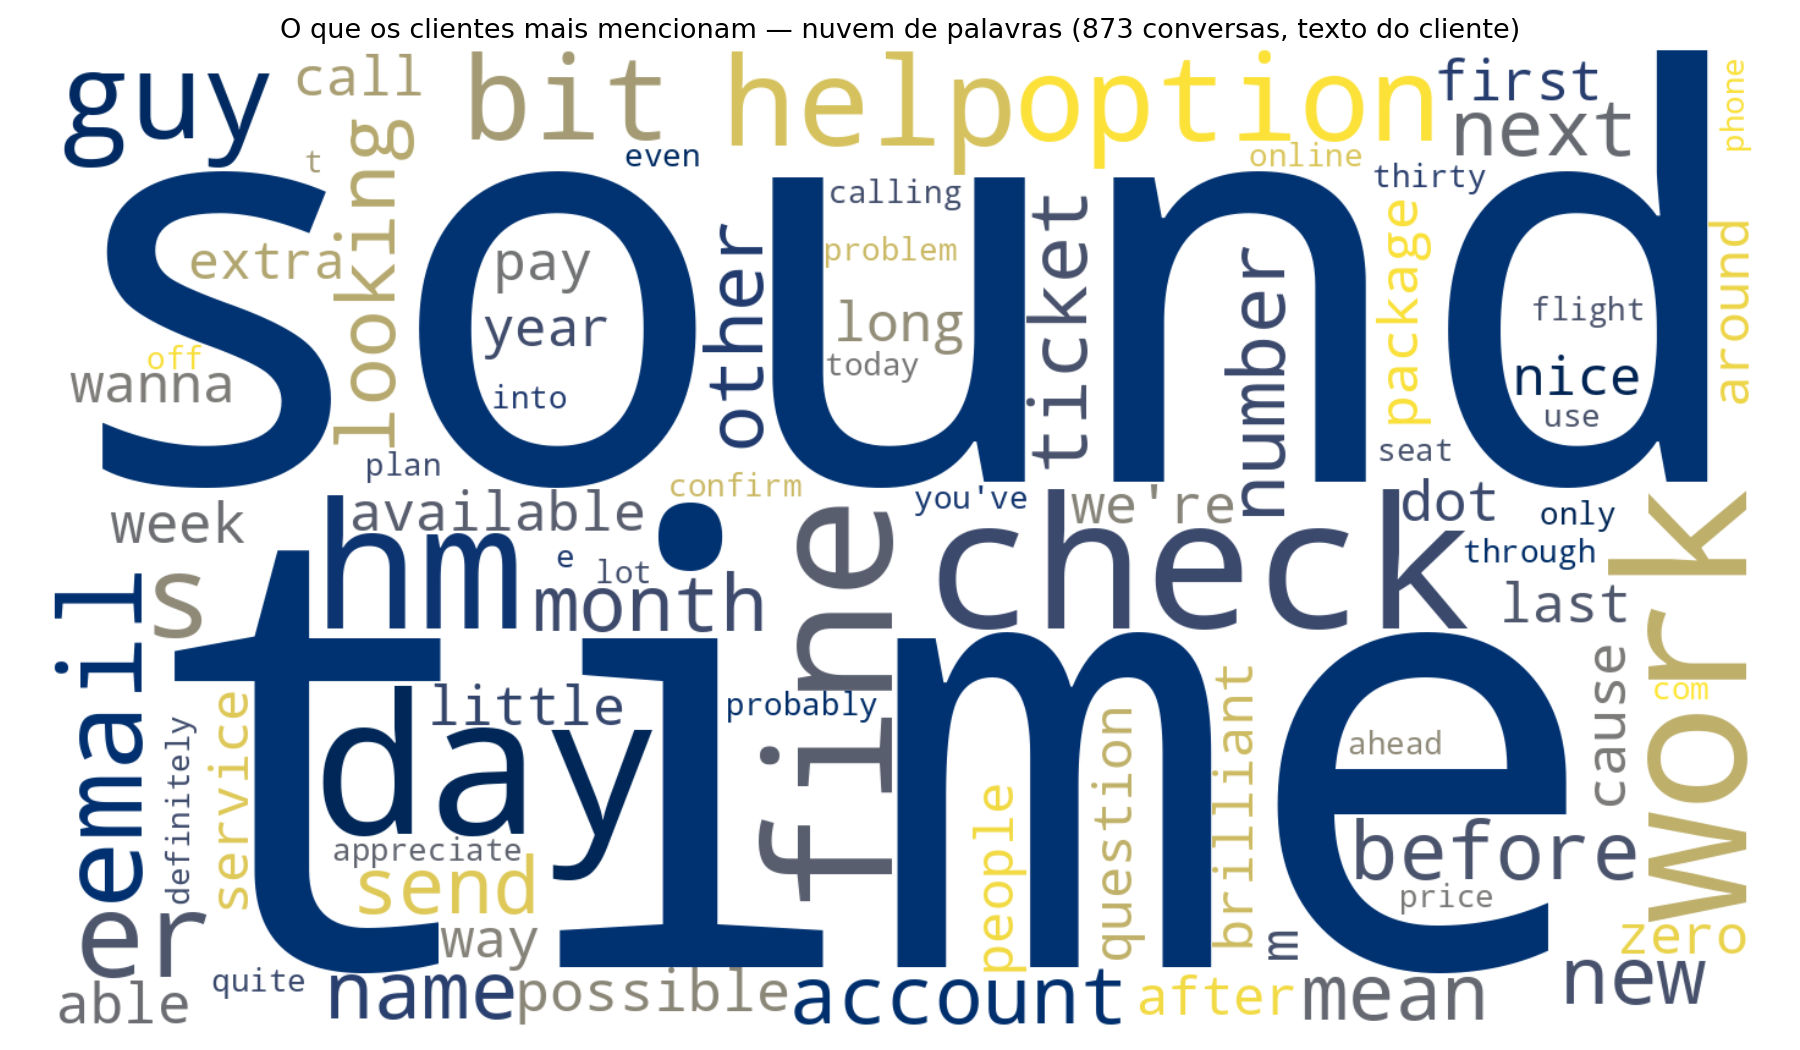 O que os clientes mais mencionam — nuvem de palavras (873 conversas, texto do cliente)
guy
call
bit
help
option
first
next
phone
t
even
online
thirty
looking
calling
sound
extra
pay
other
problem
ticket
number
package
around
year
long
flight
off
wanna
today
nice
into
use
plan
seat
confirm
week
available
you've
we're
dot
only
hm
e
lot
check
through
s
month
fine
last
work
email
time
little
probably
cause
com
definitely
service
day
question
brilliant
ahead
appreciate
people
before
send
price
er
way
m
zero
able
quite
name
possible
account
after
mean
new